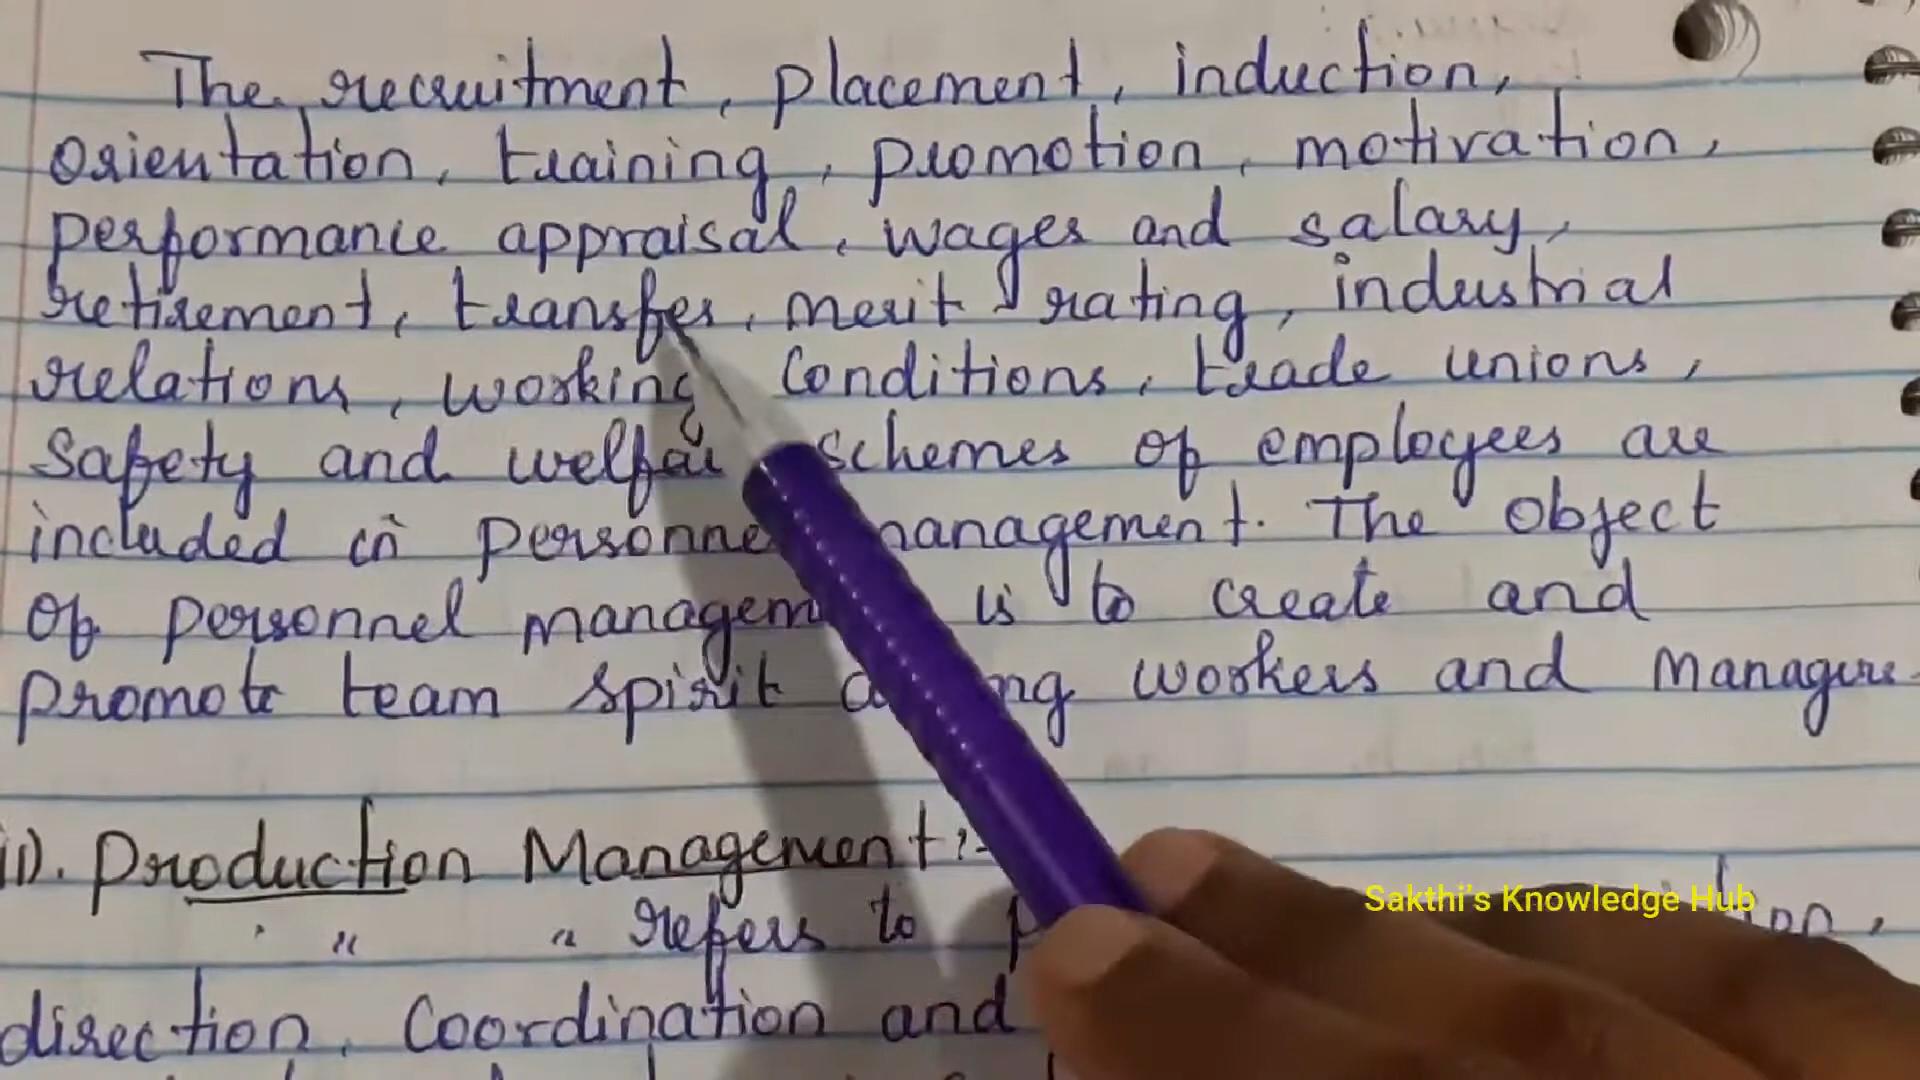 The recruitment, placement, induction,
orientation, training, promotion, motivation,
performance appraisal, wages and salary,
retirement, transfer, merit rating, industrial
relations, working conditions, trade unions,
safety and welfare schemes of employees are
included in personnel management. The object
of personnel management is to create and
promote team spirit among workers and
ii). Production Management :-
" " refers to
direction, Coordination and
Sakthi's Knowledge Hub